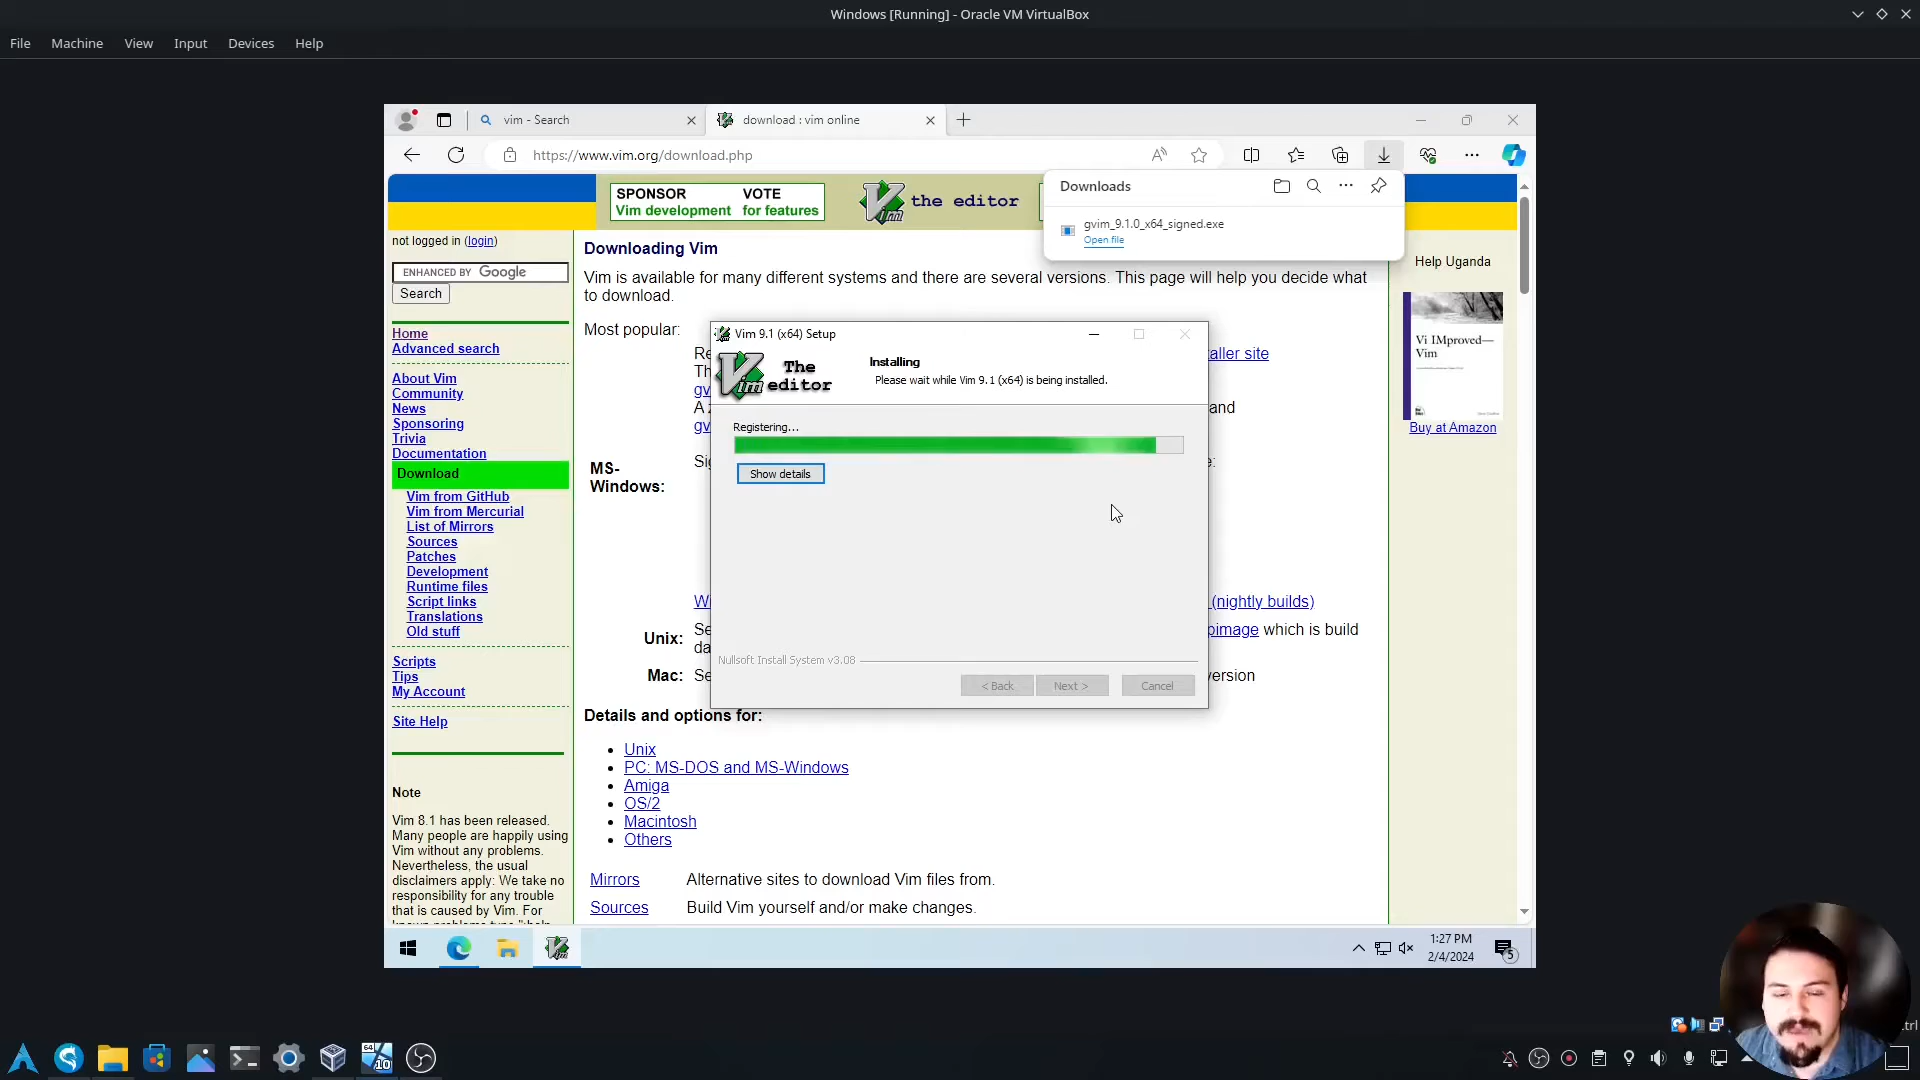 Windows [Running] - Oracle VM VirtualBox
File Machine View Input Devices Help
vim - Search
download : vim online
https://www.vim.org/download.php
SPONSOR VOTE
Vim development for features
Vim the editor
Downloads
gvim_9.1.0_x64_signed.exe
Open file
not logged in (login)
ENHANCED BY Google
Search
Home
Advanced search
About Vim
Community
News
Sponsoring
Trivia
Documentation
Download
Vim from GitHub
Vim from Mercurial
List of Mirrors
Sources
Patches
Development
Runtime files
Script links
Translations
Old stuff
Scripts
Tips
My Account
Site Help
Note
Vim 8.1 has been released.
Many people are happily using
Vim without any problems.
Nevertheless, the usual
disclaimers apply: We take no
responsibility for any trouble
that is caused by Vim. For
Downloading Vim
Vim is available for many different systems and there are several versions. This page will help you decide what
to download.
Most popular:
MS-
Windows:
aller site
and
(nightly builds)
Unix: Se
pimage which is build
da
Mac: Se
version
Vim 9.1 (x64) Setup
Vim The
editor
Installing
Please wait while Vim 9.1 (x64) is being installed.
Registering...
Show details
Nullsoft Install System v3.08
< Back Next > Cancel
Details and options for:
Unix
PC: MS-DOS and MS-Windows
Amiga
OS/2
Macintosh
Others
Mirrors Alternative sites to download Vim files from.
Sources Build Vim yourself and/or make changes.
Help Uganda
Vi IMproved—
Vim
Buy at Amazon
1:27 PM
2/4/2024
5
64
10
trl